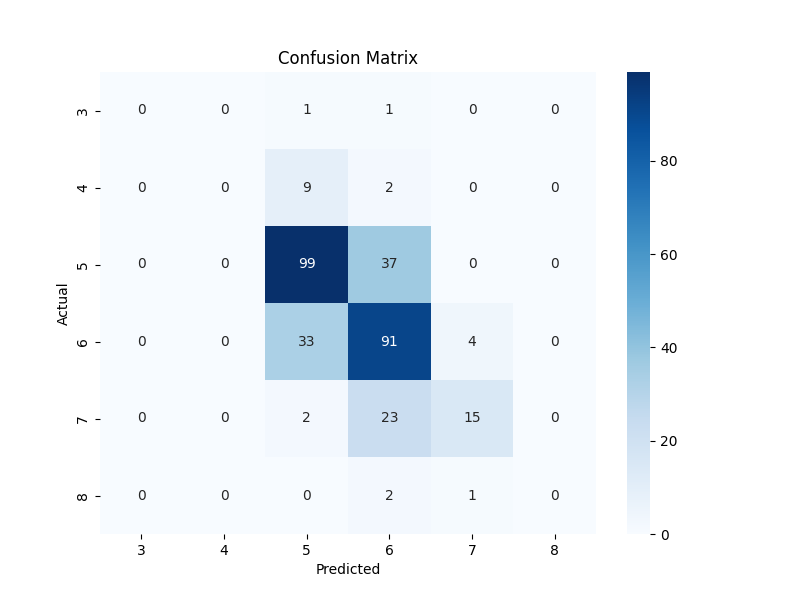 Confusion Matrix
Actual
3 0 0 1 1 0 0
4 0 0 9 2 0 0
5 0 0 99 37 0 0
6 0 0 33 91 4 0
7 0 0 2 23 15 0
8 0 0 0 2 1 0
3 4 5 6 7 8
Predicted
80
60
40
20
0